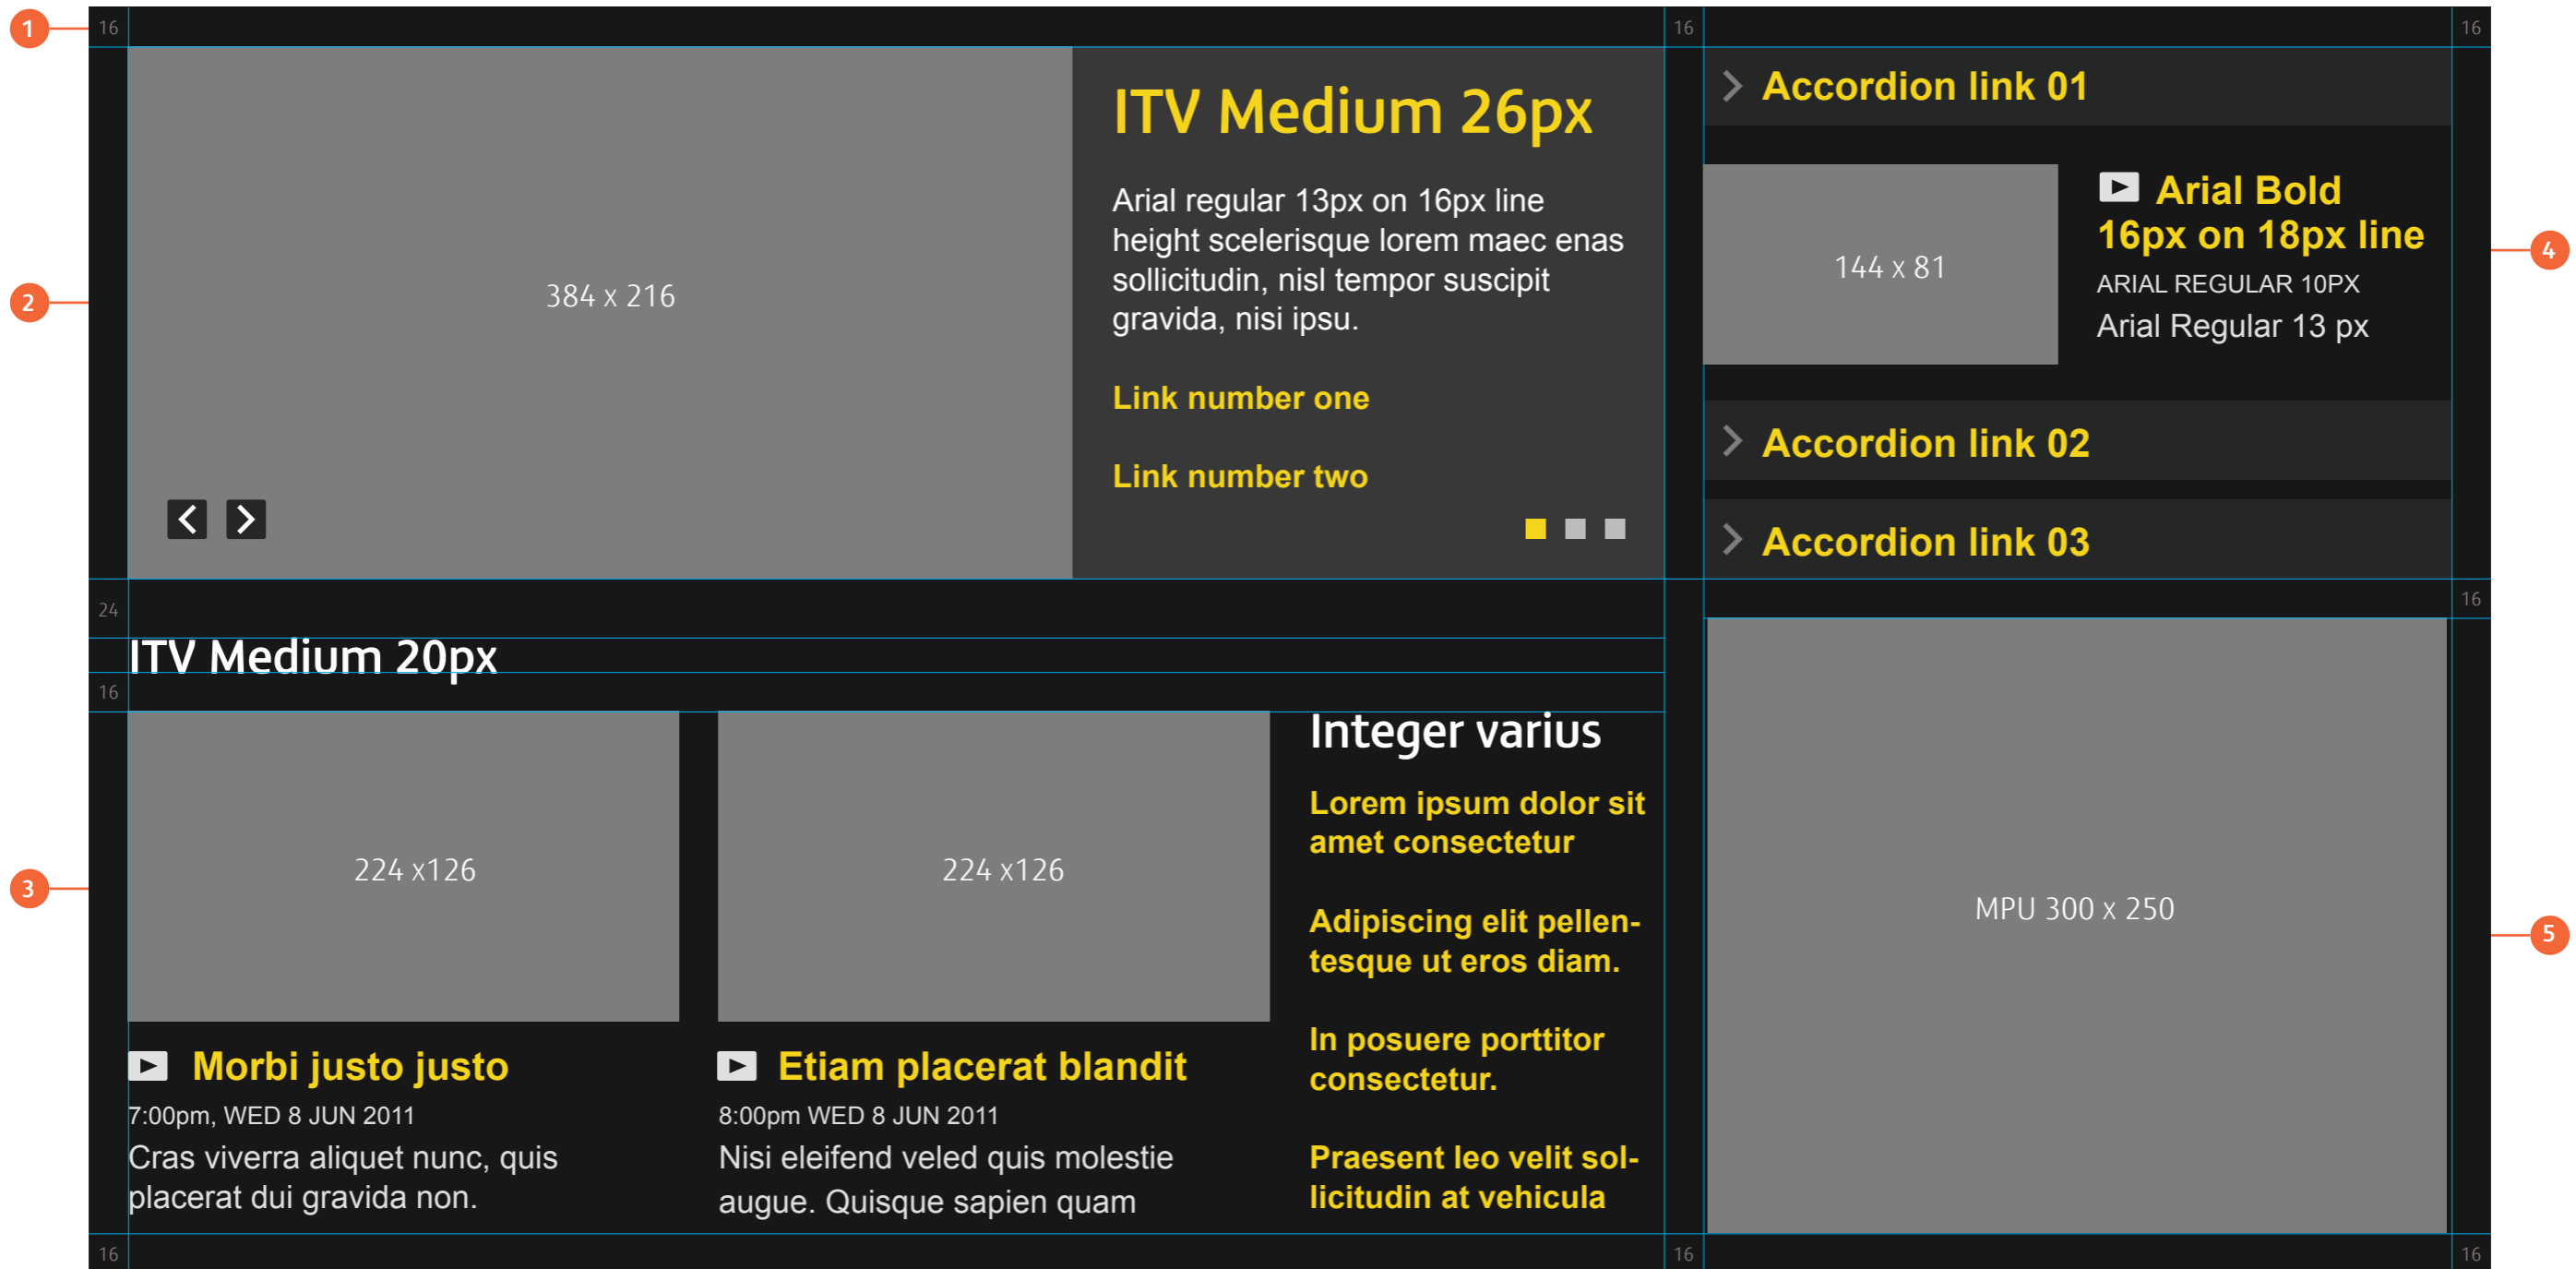 1
16
16
16
ITV Medium 26px
Arial regular 13px on 16px line
height scelerisque lorem maec enas
sollicitudin, nisl tempor suscipit
gravida, nisi ipsu.
Link number one
Link number two
2
384 x 216
Accordion link 01
144 x 81
Arial Bold
16px on 18px line
ARIAL REGULAR 10PX
Arial Regular 13 px
4
Accordion link 02
Accordion link 03
24
16
ITV Medium 20px
16
3
224 x126
Morbi justo justo
7:00pm, WED 8 JUN 2011
Cras viverra aliquet nunc, quis
placerat dui gravida non.
224 x126
Etiam placerat blandit
8:00pm WED 8 JUN 2011
Nisi eleifend veled quis molestie
augue. Quisque sapien quam
Integer varius
Lorem ipsum dolor sit
amet consectetur
Adipiscing elit pellen-
tesque ut eros diam.
In posuere porttitor
consectetur.
Praesent leo velit sol-
licitudin at vehicula
MPU 300 x 250
5
16
16
16